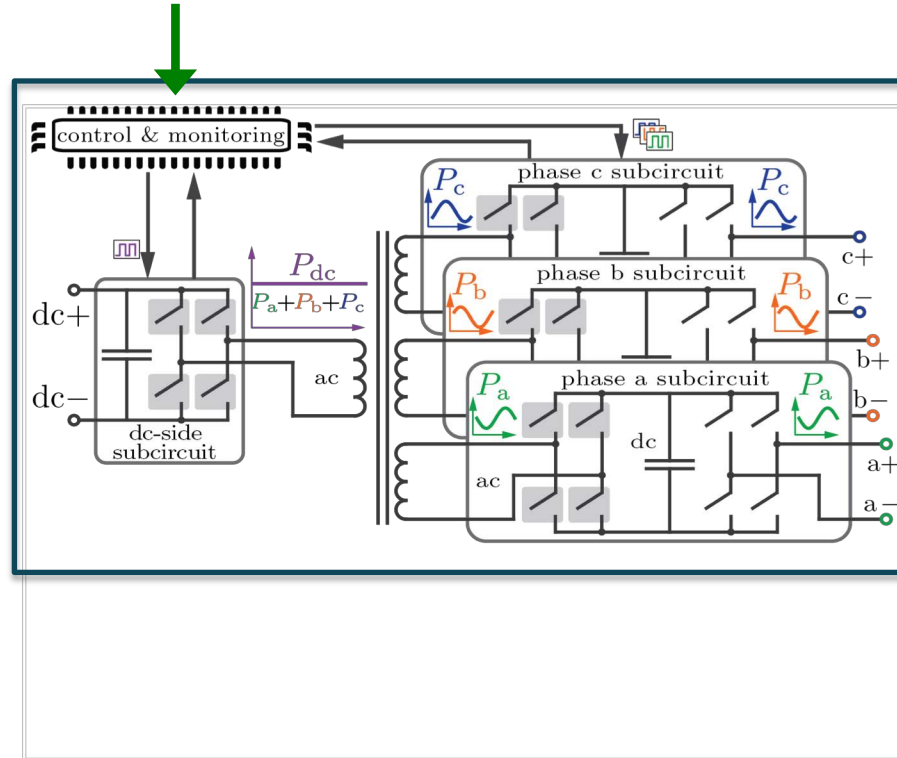 control & monitoring
phase c subcircuit
Pc
Pc
c+
Pdc
Pa+Pb+Pc
phase b subcircuit
Pb
Pb
c−
dc+
b+
ac
phase a subcircuit
Pa
Pa
b−
dc−
dc-side
subcircuit
dc
a+
ac
a−